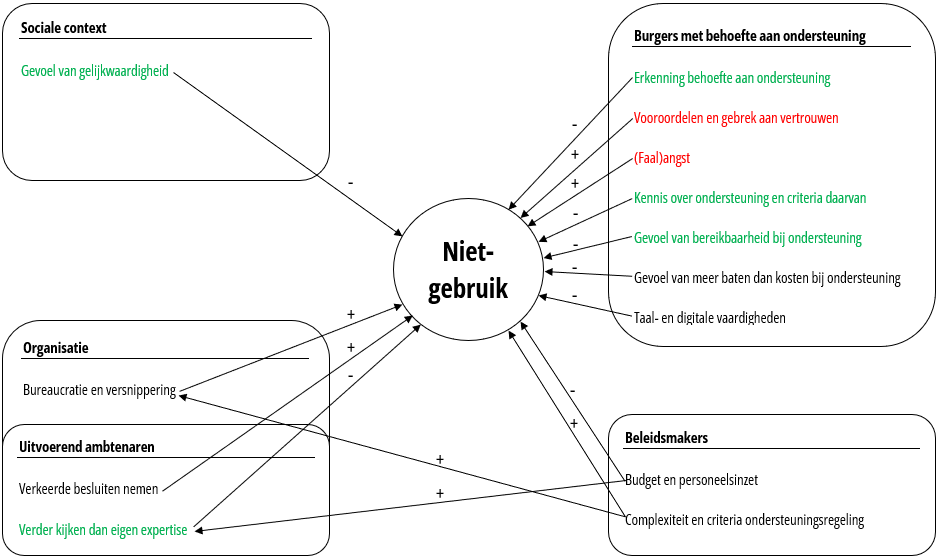 Sociale context
Gevoel van gelijkwaardigheid
-
Burgers met behoefte aan ondersteuning
Erkenning behoefte aan ondersteuning
Vooroordelen en gebrek aan vertrouwen
(Faal)angst
Kennis over ondersteuning en criteria daarvan
Gevoel van bereikbaarheid bij ondersteuning
Gevoel van meer baten dan kosten bij ondersteuning
Taal- en digitale vaardigheden
-
+
+
-
-
-
-
Niet-
gebruik
Organisatie
Bureaucratie en versnippering
Uitvoerend ambtenaren
Verkeerde besluiten nemen
Verder kijken dan eigen expertise
+
+
-
Beleidsmakers
Budget en personeelsinzet
Complexiteit en criteria ondersteuningsregeling
-
+
+
+